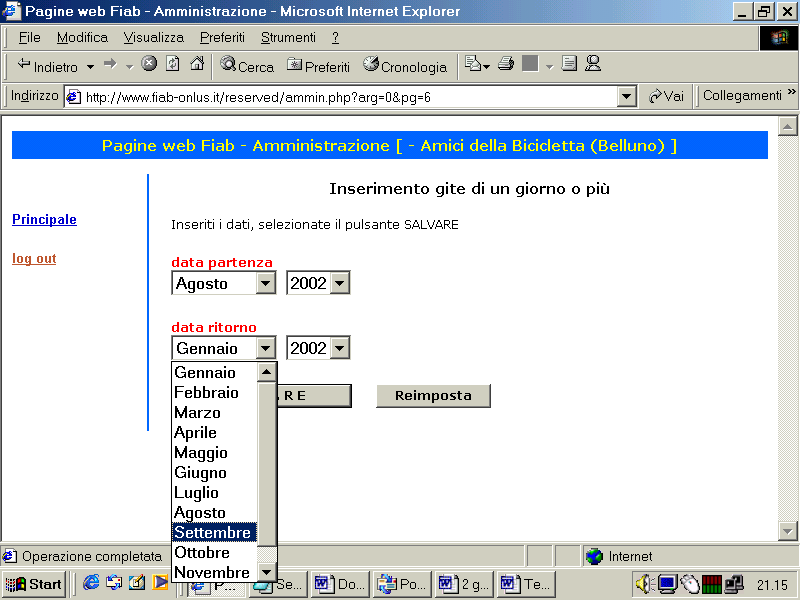 Pagine web Fiab - Amministrazione - Microsoft Internet Explorer
File Modifica Visualizza Preferiti Strumenti ?
Indietro Cerca Preferiti Cronologia
Indirizzo http://www.fiab-onlus.it/reserved/ammin.php?arg=0&pg=6 Vai Collegamenti »
Pagine web Fiab - Amministrazione [ - Amici della Bicicletta (Belluno) ]
Inserimento gite di un giorno o più
Principale
Inseriti i dati, selezionate il pulsante SALVARE
log out
data partenza
Agosto 2002
data ritorno
Gennaio 2002
Gennaio
Febbraio
R E Reimposta
Marzo
Aprile
Maggio
Giugno
Luglio
Agosto
Settembre
Ottobre
Novembre
Operazione completata Internet
Start P... Se... Do... Po... 2 g... Te... 21.15